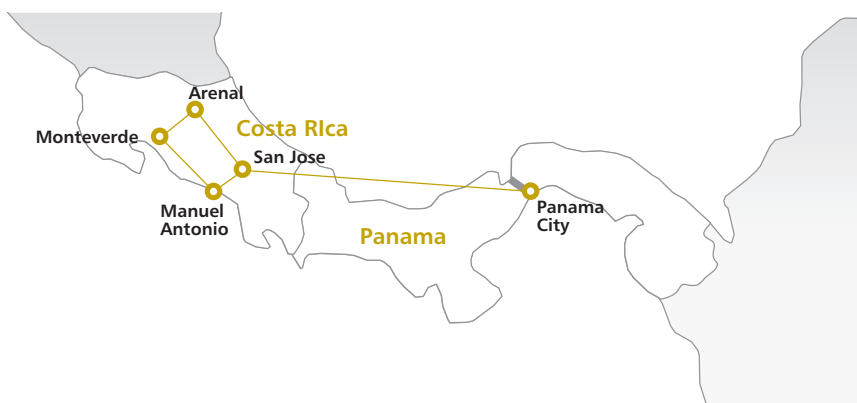 Arenal
Costa RIca
Monteverde
San Jose
Manuel
Antonio
Panama
City
Panama